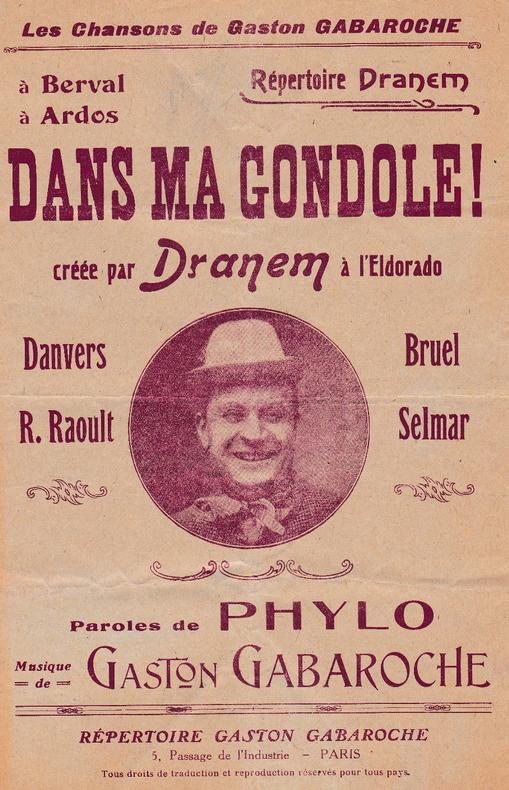 Les Chansons de Gaston GABAROCHE
à Berval
à Ardos
Répertoire Dranem
DANS MA GONDOLE!
créée par Dranem à l'Eldorado
Danvers
R. Raoult
Bruel
Selmar
Paroles de PHYLO
Musique de GASTON GABAROCHE
RÉPERTOIRE GASTON GABAROCHE
5, Passage de l'Industrie – PARIS
Tous droits de traduction et reproduction réservés pour tous pays.